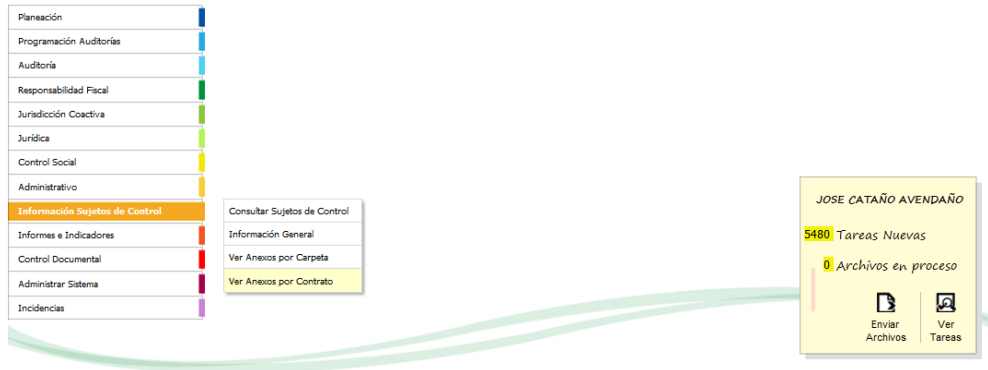 Planeación
Programación Auditorías
Auditoría
Responsabilidad Fiscal
Jurisdicción Coactiva
Jurídica
Control Social
Administrativo
Información Sujetos de Control
Informes e Indicadores
Control Documental
Administrar Sistema
Incidencias
Consultar Sujetos de Control
Información General
Ver Anexos por Carpeta
Ver Anexos por Contrato
JOSE CATAÑO AVENDAÑO
5480 Tareas Nuevas
0 Archivos en proceso
Enviar
Archivos
Ver
Tareas